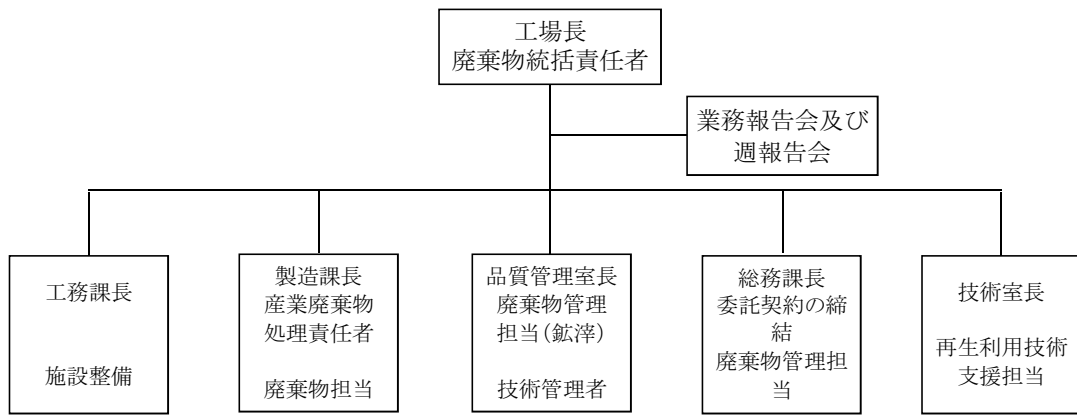 工場長
廃棄物統括責任者
業務報告会及び
週報告会
工務課長
施設整備
製造課長
産業廃棄物
処理責任者
廃棄物担当
品質管理室長
廃棄物管理
担当(鉱滓)
技術管理者
総務課長
委託契約の締
結
廃棄物管理担
当
技術室長
再生利用技術
支援担当